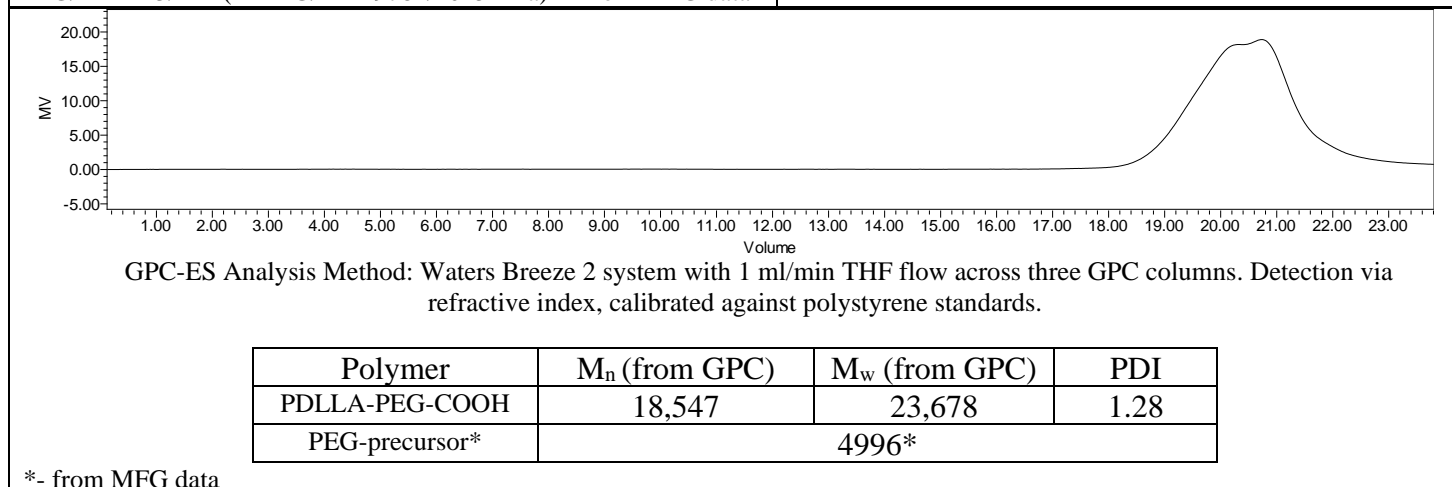 20.00
15.00
10.00
5.00
0.00
-5.00
MV
1.00 2.00 3.00 4.00 5.00 6.00 7.00 8.00 9.00 10.00 11.00 12.00 13.00 14.00 15.00 16.00 17.00 18.00 19.00 20.00 21.00 22.00 23.00
Volume
GPC-ES Analysis Method: Waters Breeze 2 system with 1 ml/min THF flow across three GPC columns. Detection via
refractive index, calibrated against polystyrene standards.
Polymer Mn (from GPC) Mw (from GPC) PDI
PDLLA-PEG-COOH 18,547 23,678 1.28
PEG-precursor* 4996*
*- from MFG data